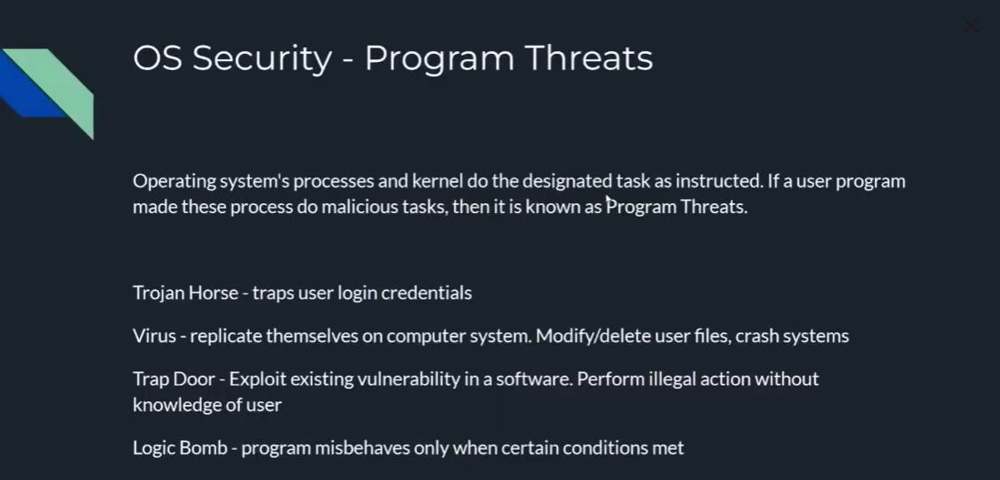 OS Security - Program Threats
Operating system's processes and kernel do the designated task as instructed. If a user program
made these process do malicious tasks, then it is known as Program Threats.
Trojan Horse - traps user login credentials
Virus - replicate themselves on computer system. Modify/delete user files, crash systems
Trap Door - Exploit existing vulnerability in a software. Perform illegal action without
knowledge of user
Logic Bomb - program misbehaves only when certain conditions met